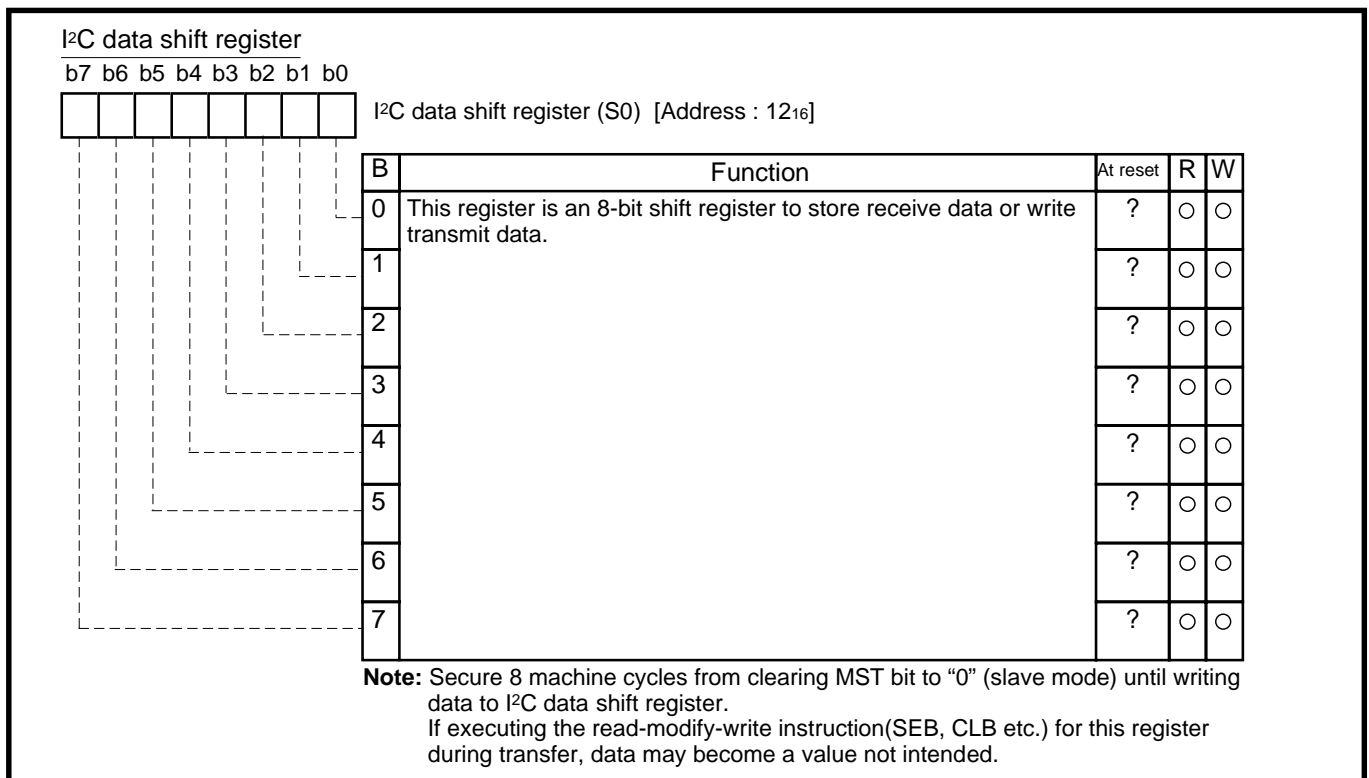 I²C data shift register
b7 b6 b5 b4 b3 b2 b1 b0
I²C data shift register (S0) [Address : 12₁₆]
B Function At reset R W
0 This register is an 8-bit shift register to store receive data or write ? ○ ○
transmit data.
1 ? ○ ○
2 ? ○ ○
3 ? ○ ○
4 ? ○ ○
5 ? ○ ○
6 ? ○ ○
7 ? ○ ○
Note: Secure 8 machine cycles from clearing MST bit to “0” (slave mode) until writing
data to I²C data shift register.
If executing the read-modify-write instruction(SEB, CLB etc.) for this register
during transfer, data may become a value not intended.